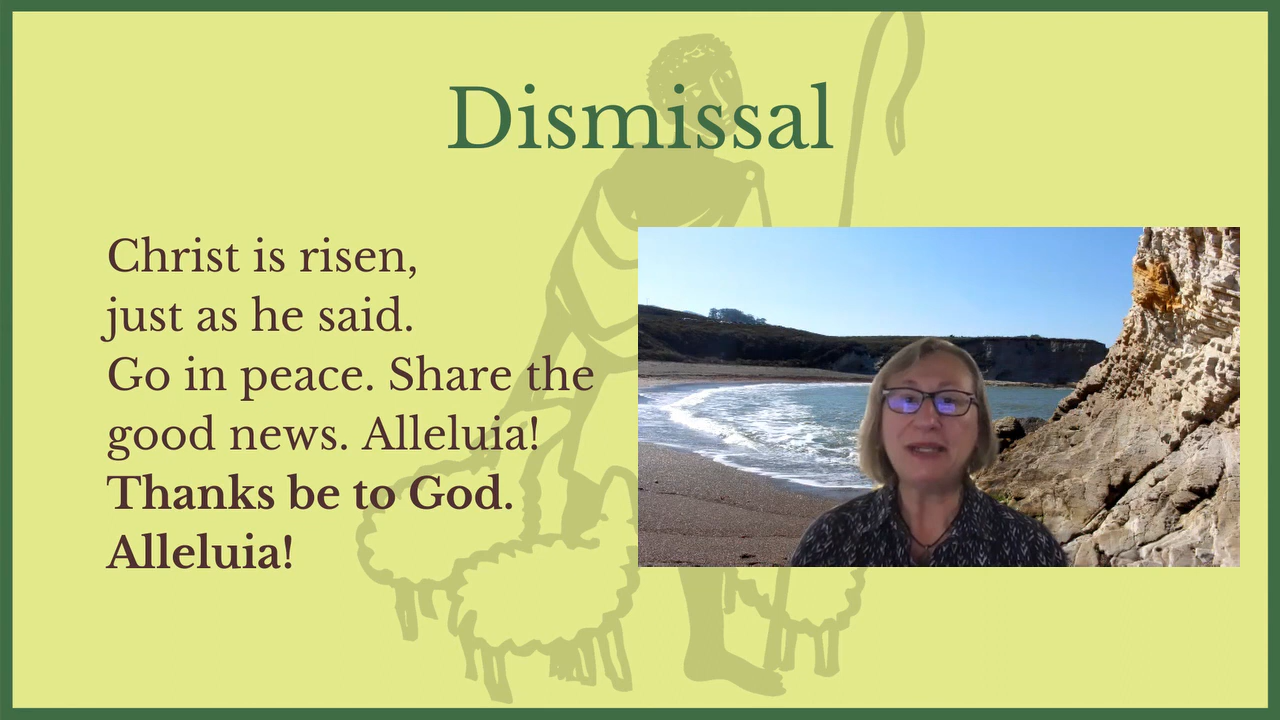 Dismissal
Christ is risen,
just as he said.
Go in peace. Share the
good news. Alleluia!
Thanks be to God.
Alleluia!